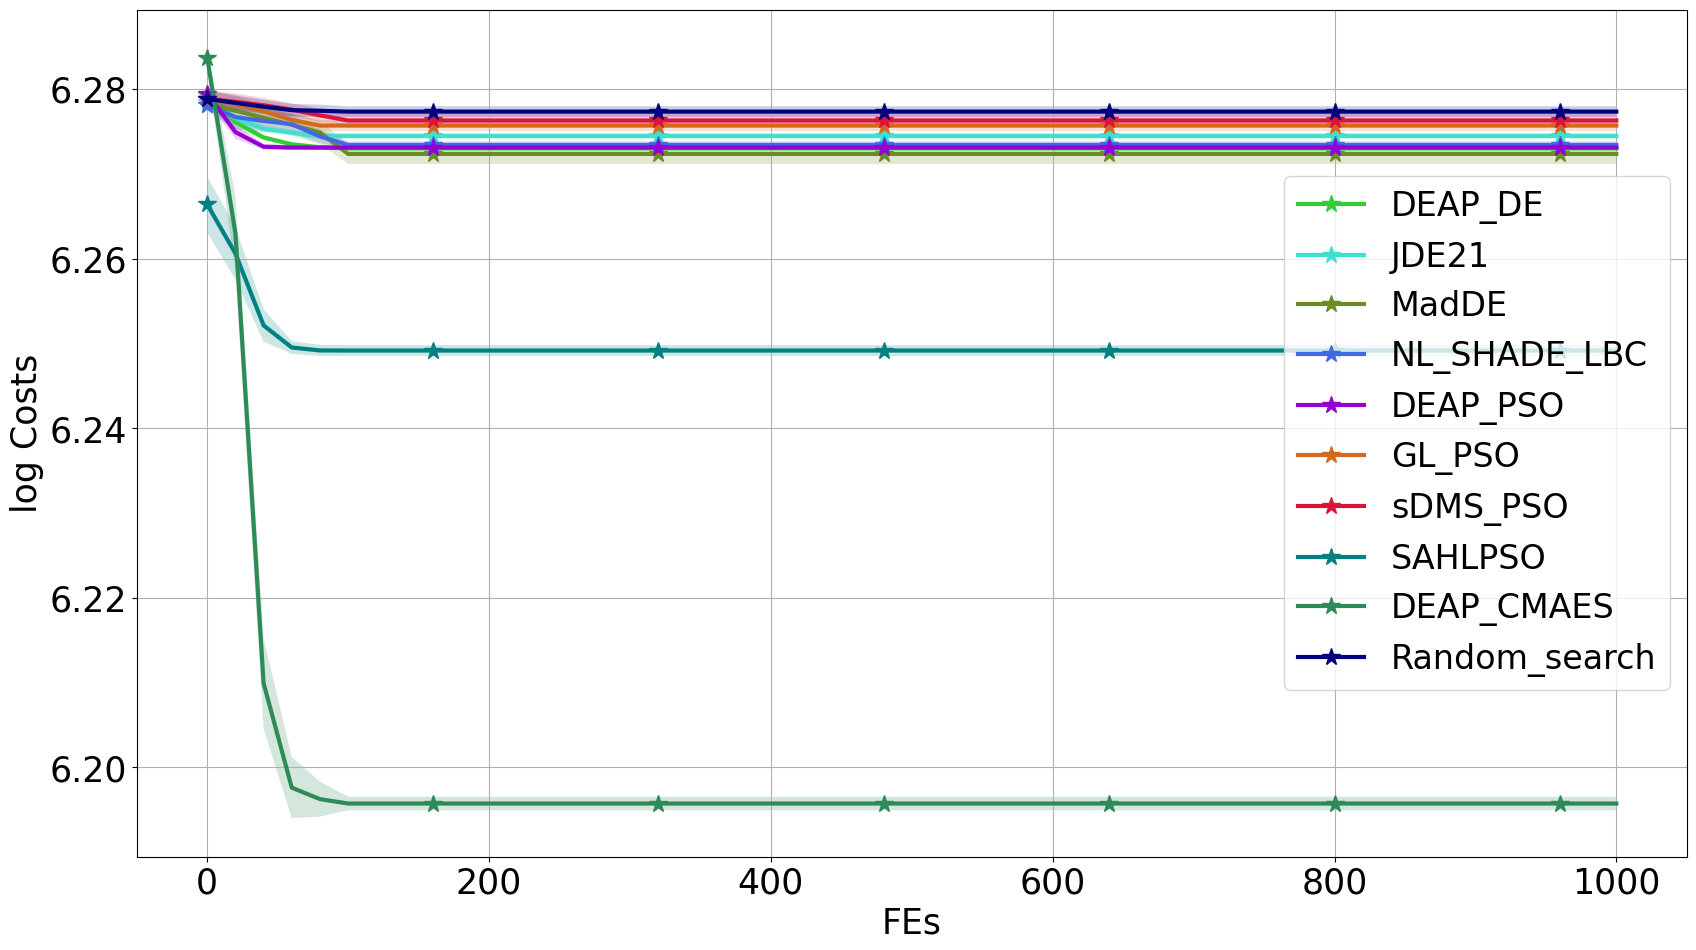 6.28
6.26
6.24
6.22
6.20
log Costs
0
200
400
600
800
1000
FEs
DEAP_DE
JDE21
MadDE
NL_SHADE_LBC
DEAP_PSO
GL_PSO
sDMS_PSO
SAHLPSO
DEAP_CMAES
Random_search